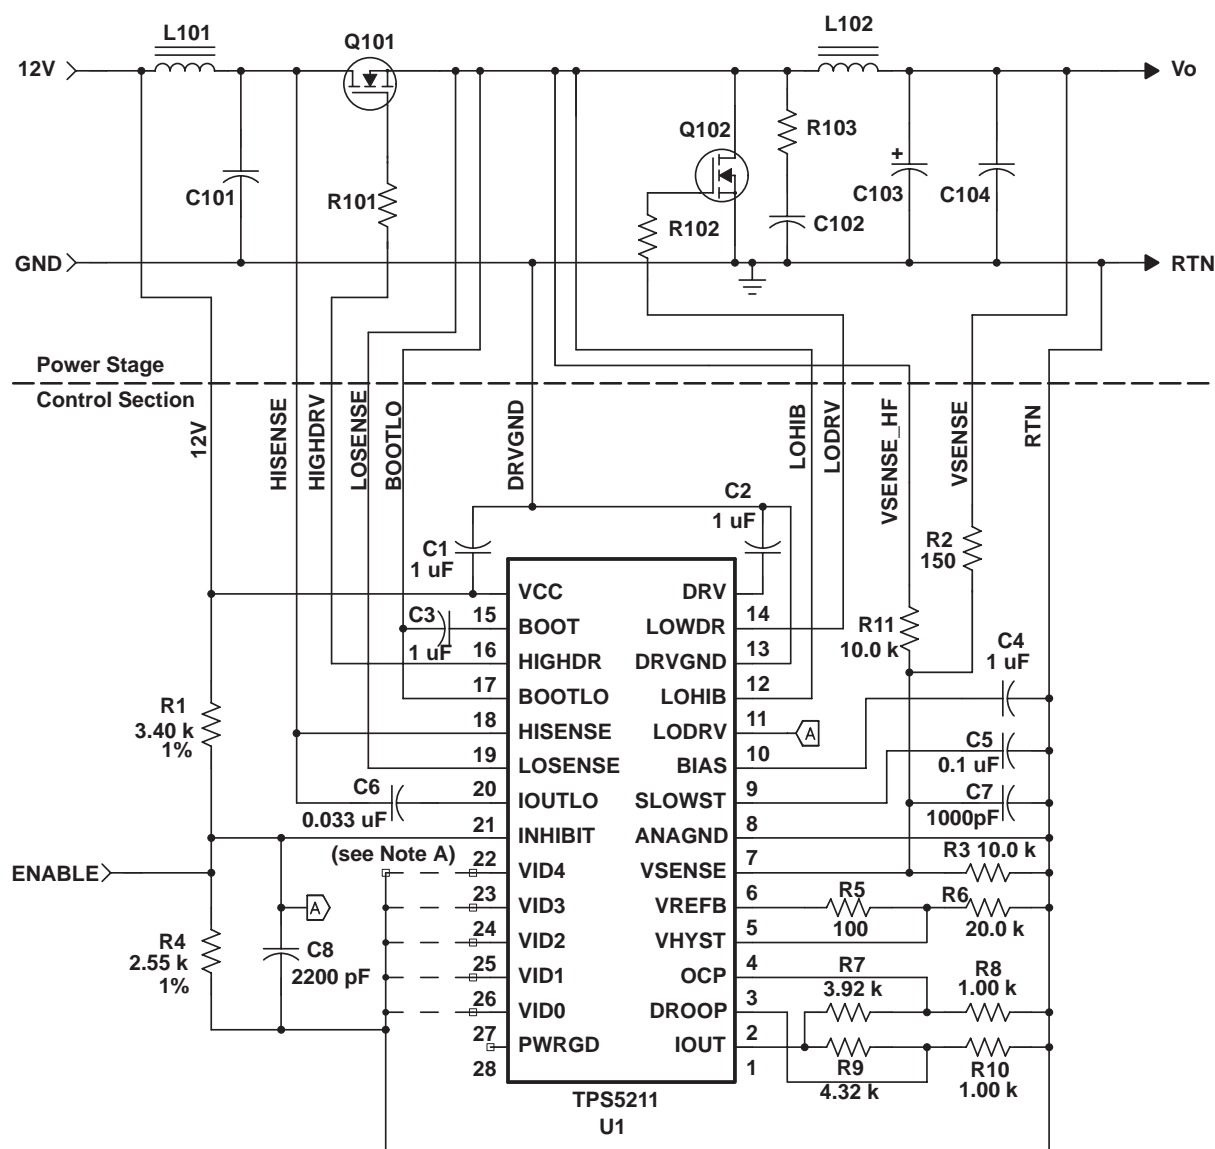 L101
Q101
L102
12V
Vo
R103
Q102
C101
R101
R102
C102
C103
+
C104
GND
RTN
Power Stage
Control Section
12V
HISENSE
HIGHDRV
LOSENSE
BOOTLO
DRVGND
LOHIB
LODRV
VSENSE_HF
VSENSE
RTN
C2
1 uF
C1
1 uF
R2
150
C3
1 uF
R11
10.0 k
C4
1 uF
R1
3.40 k
1%
C5
0.1 uF
C6
0.033 uF
C7
1000pF
VCC
DRV
15
BOOT
LOWDR
14
16
HIGHDR
DRVGND
13
17
BOOTLO
LOHIB
12
18
HISENSE
LODRV
11
A
19
LOSENSE
BIAS
10
20
IOUTLO
SLOWST
9
21
INHIBIT
ANAGND
8
(see Note A)
22
VID4
VSENSE
7
R3 10.0 k
ENABLE
23
VID3
VREFB
6
R5
100
R6
20.0 k
A
24
VID2
VHYST
5
R4
2.55 k
1%
C8
2200 pF
25
VID1
OCP
4
R7
3.92 k
R8
1.00 k
26
VID0
DROOP
3
27
PWRGD
IOUT
2
R9
4.32 k
R10
1.00 k
28
1
TPS5211
U1